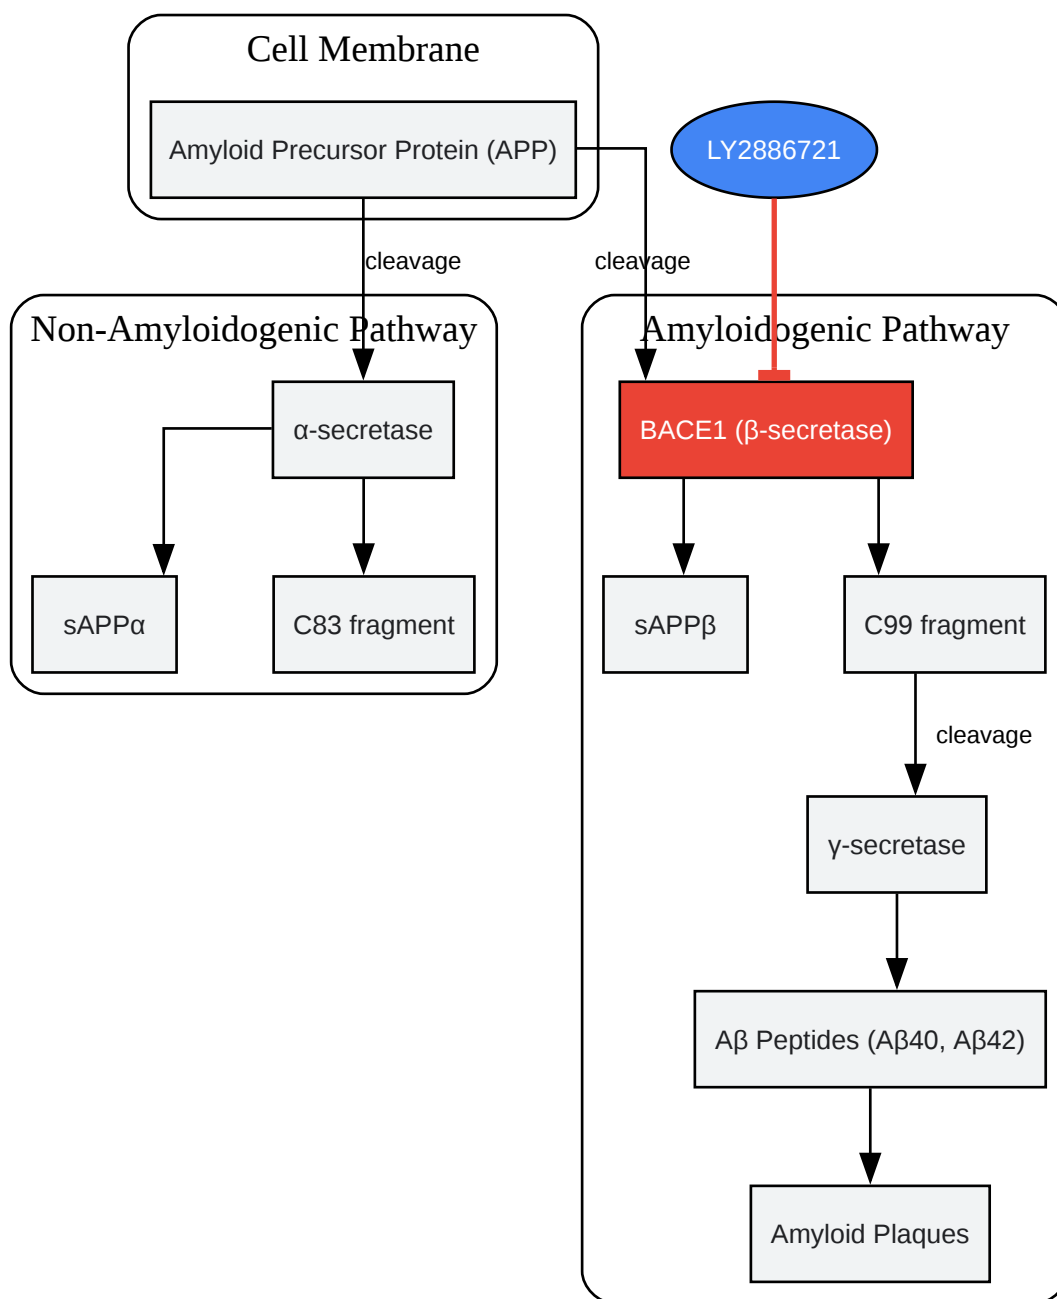 Cell Membrane
Amyloid Precursor Protein (APP)
LY2886721
cleavage
cleavage
Non-Amyloidogenic Pathway
Amyloidogenic Pathway
α-secretase
BACE1 (β-secretase)
sAPPα
C83 fragment
sAPPβ
C99 fragment
cleavage
γ-secretase
Aβ Peptides (Aβ40, Aβ42)
Amyloid Plaques